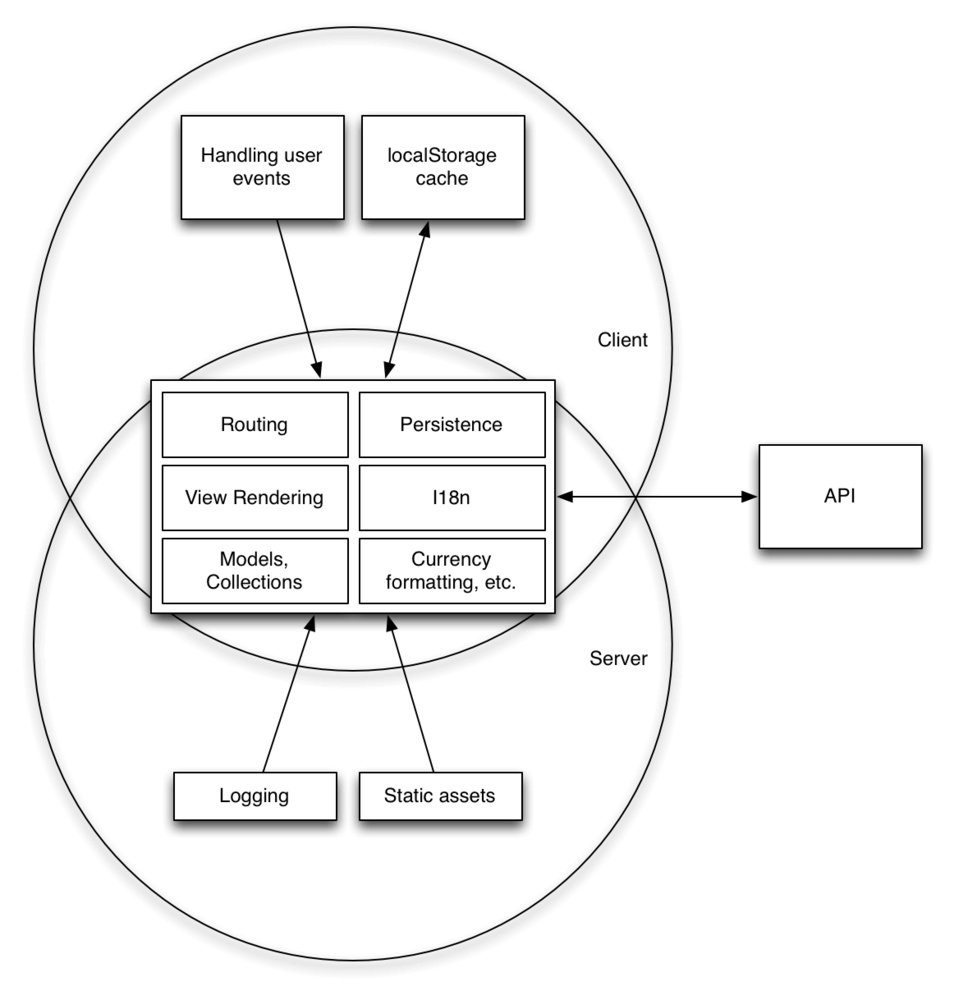 Handling user
events
localStorage
cache
Client
Routing
Persistence
View Rendering
I18n
API
Models,
Collections
Currency
formatting, etc.
Server
Logging
Static assets